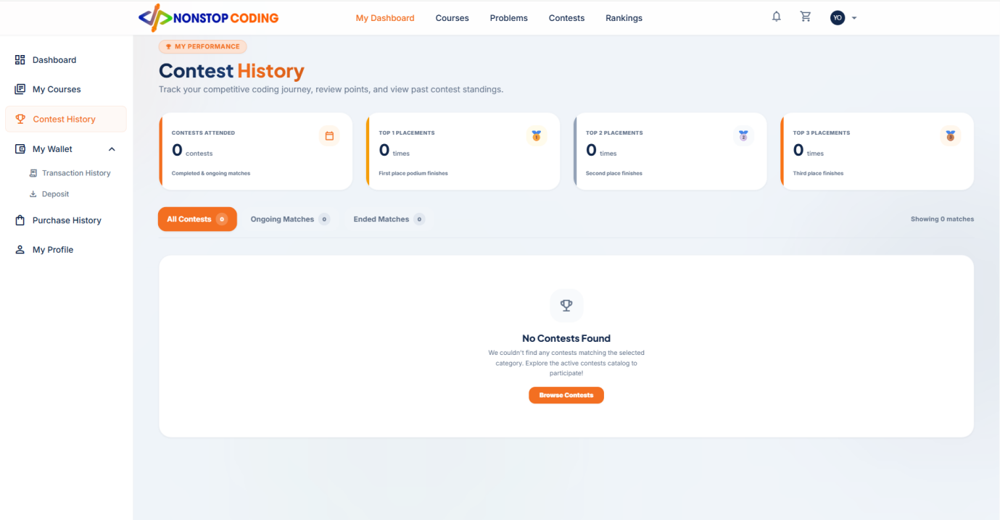 NONSTOP CODING
My Dashboard Courses Problems Contests Rankings YO
Dashboard
My Courses
Contest History
My Wallet
Transaction History
Deposit
Purchase History
My Profile
MY PERFORMANCE
Contest History
Track your competitive coding journey, review points, and view past contest standings.
CONTESTS ATTENDED
0 contests
Completed & ongoing matches
TOP 1 PLACEMENTS
0 times
First place podium finishes
TOP 2 PLACEMENTS
0 times
Second place finishes
TOP 3 PLACEMENTS
0 times
Third place finishes
All Contests 0 Ongoing Matches 0 Ended Matches 0 Showing 0 matches
No Contests Found
We couldn't find any contests matching the selected
category. Explore the active contests catalog to
participate!
Browse Contests